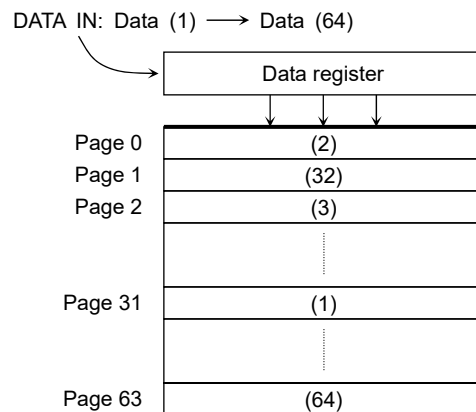 DATA IN: Data (1) → Data (64)
Data register
Page 0 (2)
Page 1 (32)
Page 2 (3)
Page 31 (1)
Page 63 (64)